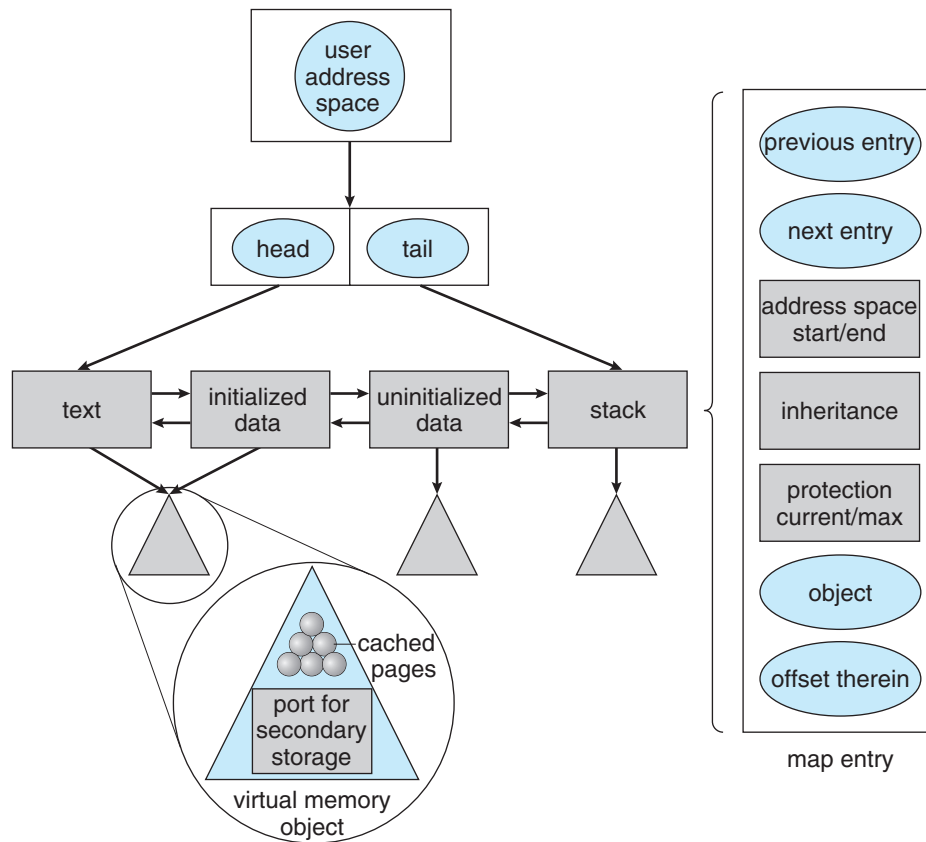 user
address
space
head
tail
text
initialized
data
uninitialized
data
stack
cached
pages
port for
secondary
storage
virtual memory
object
previous entry
next entry
address space
start/end
inheritance
protection
current/max
object
offset therein
map entry